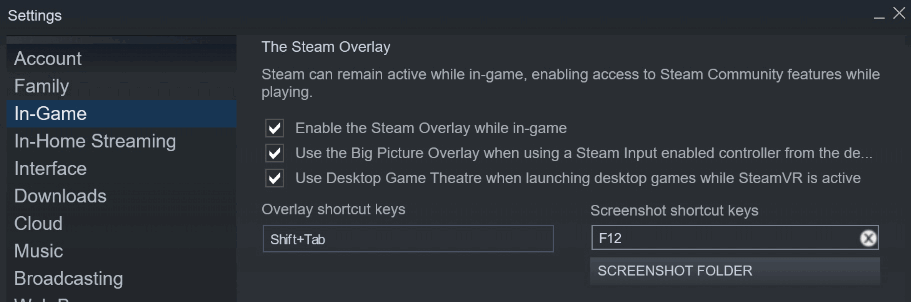 Settings
Account
Family
In-Game
In-Home Streaming
Interface
Downloads
Cloud
Music
Broadcasting
The Steam Overlay
Steam can remain active while in-game, enabling access to Steam Community features while
playing.
Enable the Steam Overlay while in-game
Use the Big Picture Overlay when using a Steam Input enabled controller from the de...
Use Desktop Game Theatre when launching desktop games while SteamVR is active
Overlay shortcut keys
Shift+Tab
Screenshot shortcut keys
F12
SCREENSHOT FOLDER